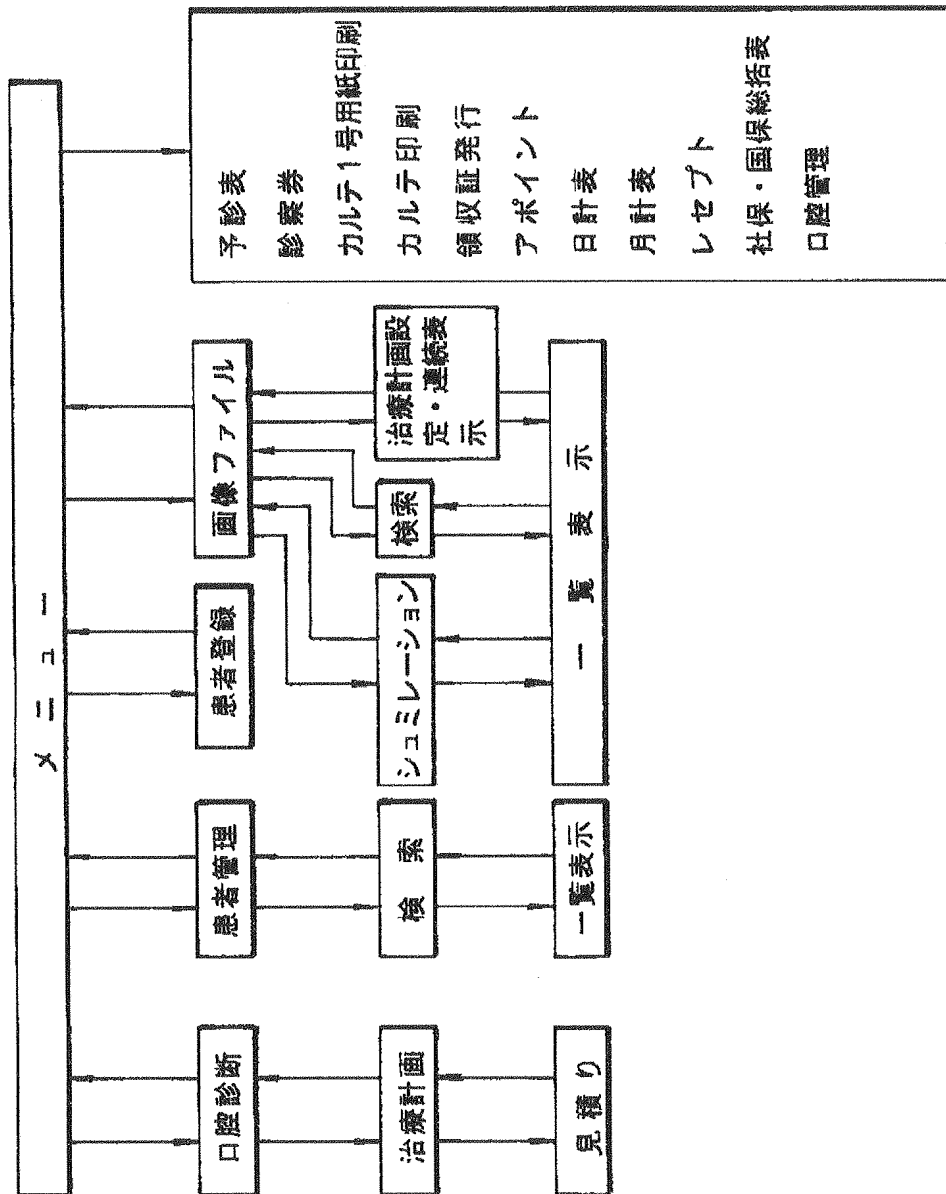 メニュー
口腔診断
治療計画
見積り
患者管理
検索
一覧表示
患者登録
画像ファイル
シュミレーション
検索
治療計画設
定・連続表
示
一覧表示
予診表
診察券
カルテ1号用紙印刷
カルテ印刷
領収証発行
アポイント
日計表
月計表
レセプト
社保・国保総括表
口腔管理